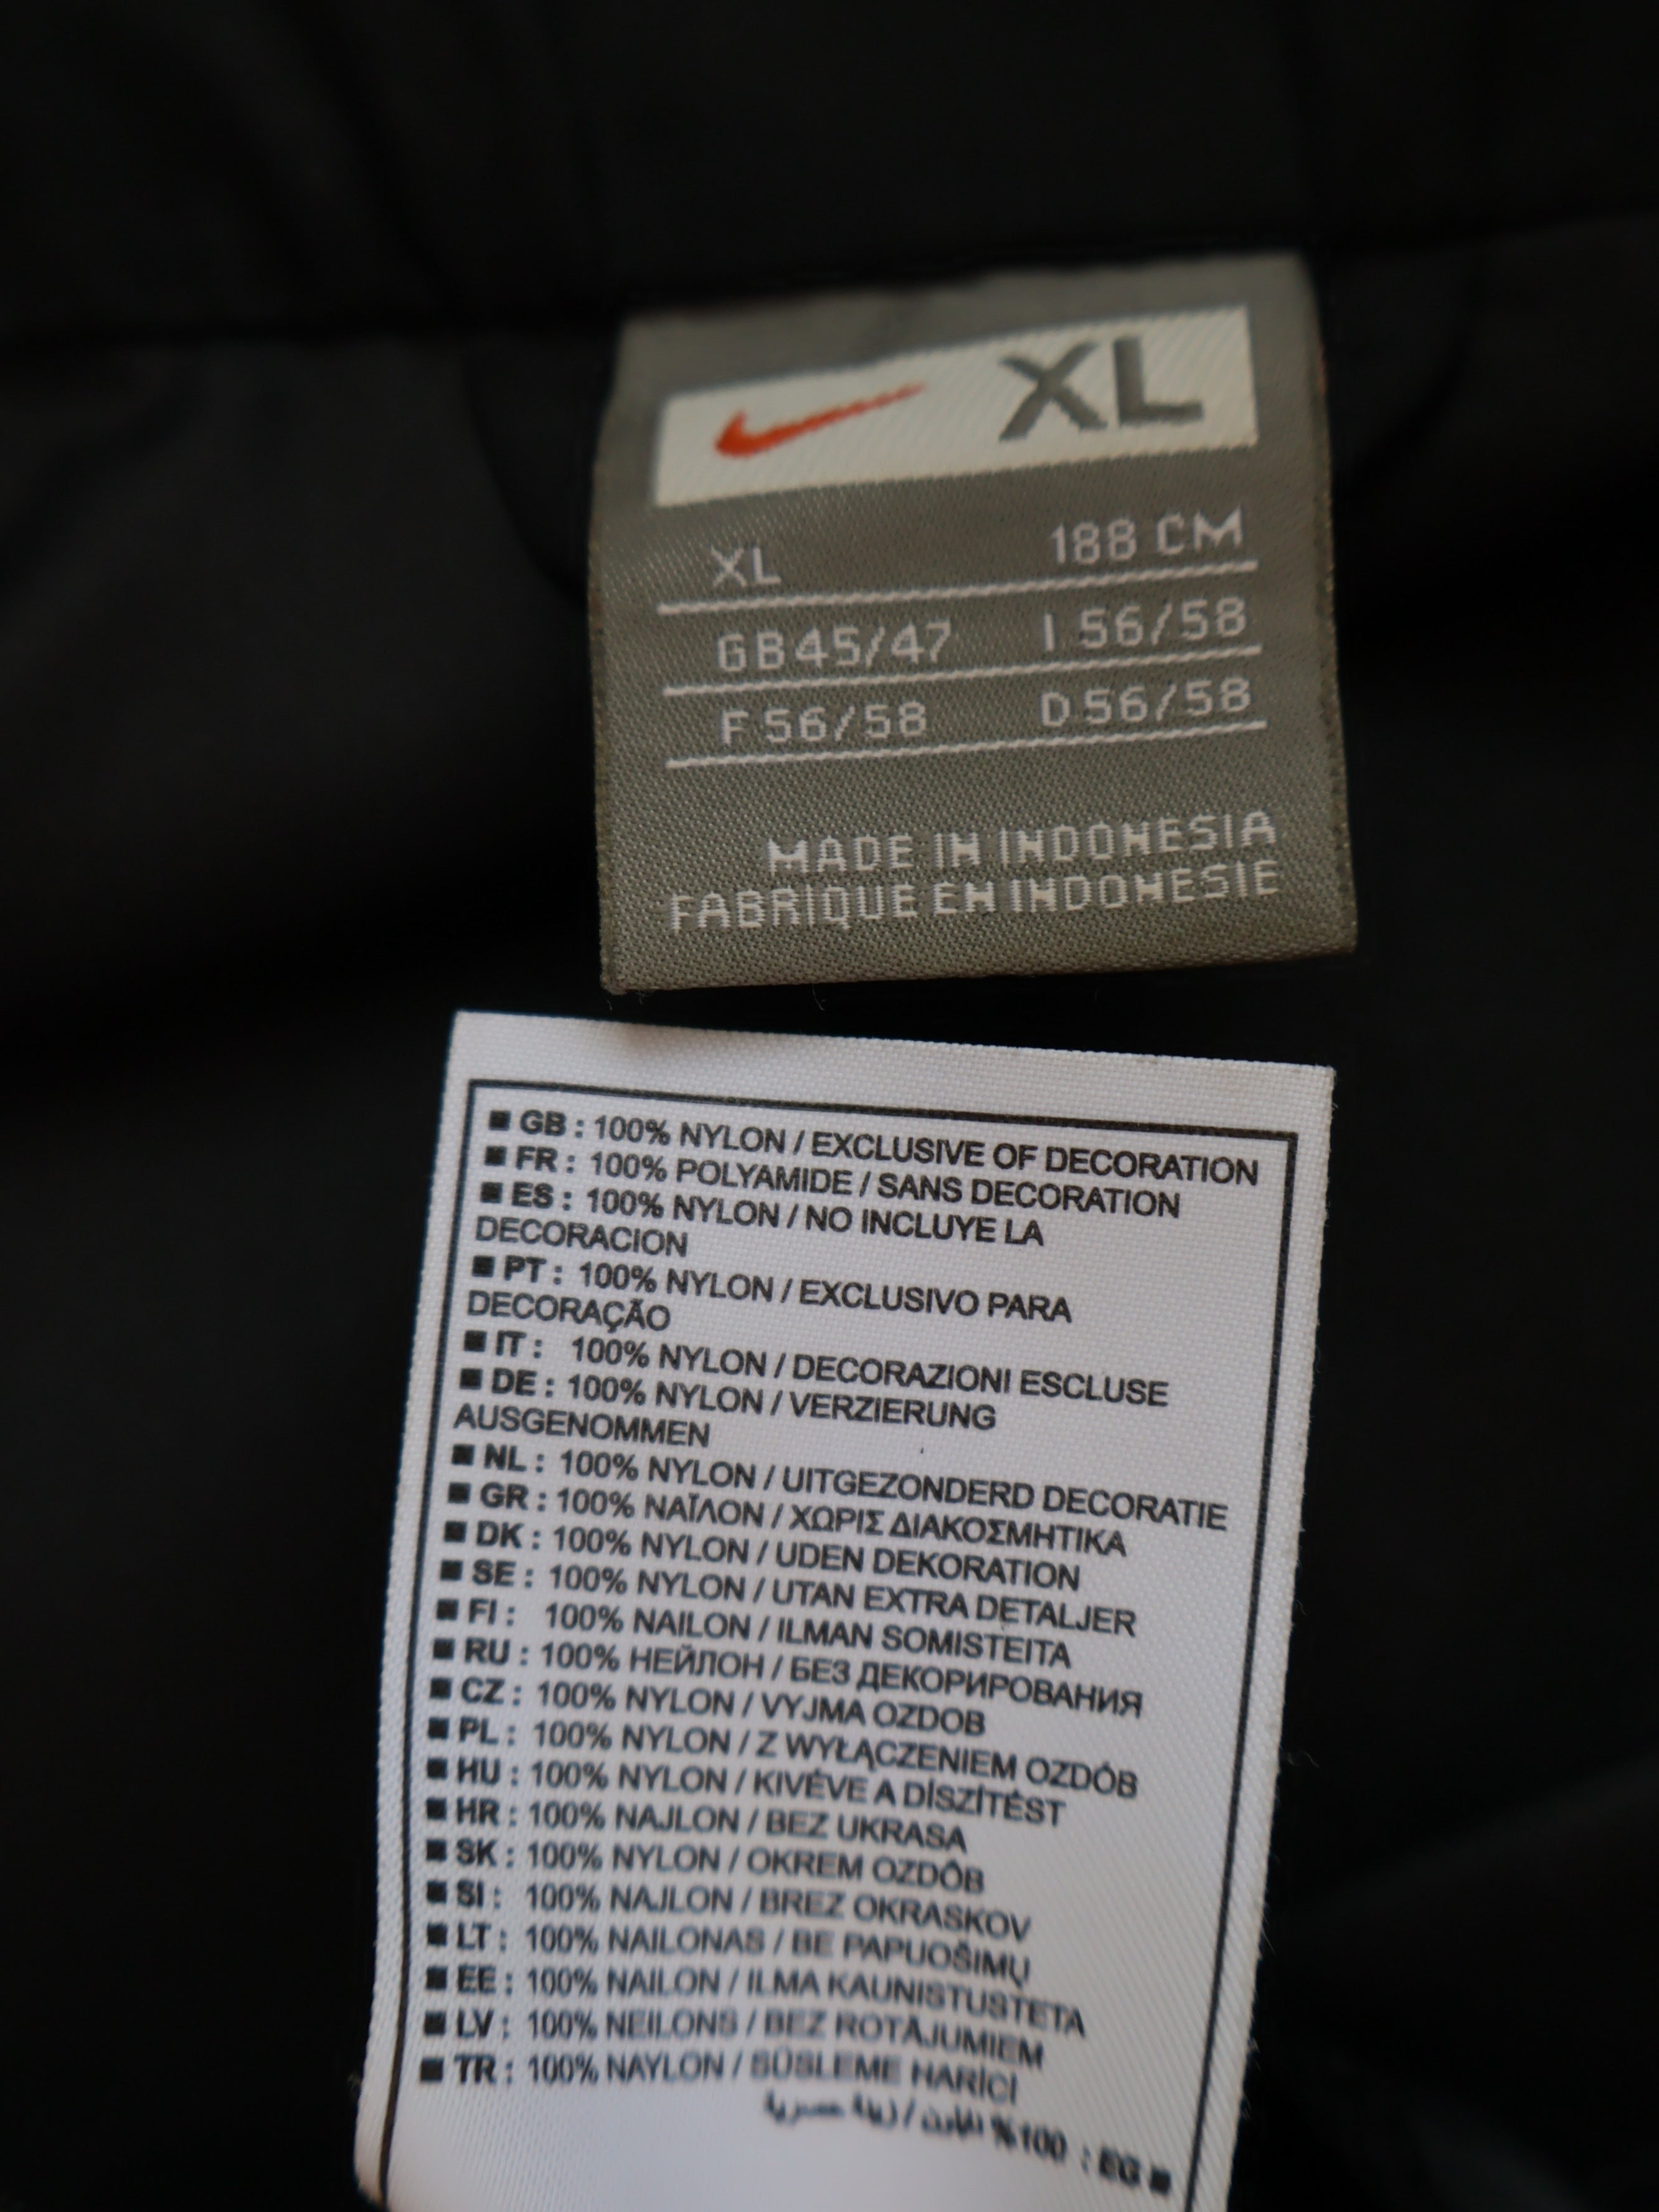 XL
XL 188 CM
GB45/47 I 56/58
F 56/58 D 56/58
MADE IN INDONESIA
FABRIQUE EN INDONESIE
■ GB : 100% NYLON / EXCLUSIVE OF DECORATION
■ FR : 100% POLYAMIDE / SANS DECORATION
■ ES : 100% NYLON / NO INCLUYE LA
DECORACION
■ PT : 100% NYLON / EXCLUSIVO PARA
DECORAÇÃO
■ IT : 100% NYLON / DECORAZIONI ESCLUSE
■ DE : 100% NYLON / VERZIERUNG
AUSGENOMMEN
■ NL : 100% NYLON / UITGEZONDERD DECORATIE
■ GR : 100% ΝΑΪΛΟΝ / ΧΩΡΙΣ ΔΙΑΚΟΣΜΗΤΙΚΑ
■ DK : 100% NYLON / UDEN DEKORATION
■ SE : 100% NYLON / UTAN EXTRA DETALJER
■ FI : 100% NAILON / ILMAN SOMISTEITA
■ RU : 100% НЕЙЛОН / БЕЗ ДЕКОРИРОВАНИЯ
■ CZ : 100% NYLON / VYJMA OZDOB
■ PL : 100% NYLON / Z WYŁĄCZENIEM OZDÓB
■ HU : 100% NYLON / KIVÉVE A DÍSZÍTÉST
■ HR : 100% NAJLON / BEZ UKRASA
■ SK : 100% NYLON / OKREM OZDÔB
■ SI : 100% NAJLON / BREZ OKRASKOV
■ LT : 100% NAILONAS / BE PAPUOŠIMŲ
■ EE : 100% NAILON / ILMA KAUNISTUSTETA
■ LV : 100% NEILONS / BEZ ROTĀJUMIEM
■ TR : 100% NAYLON / SÜSLEME HARİCİ
■ EG : 100%